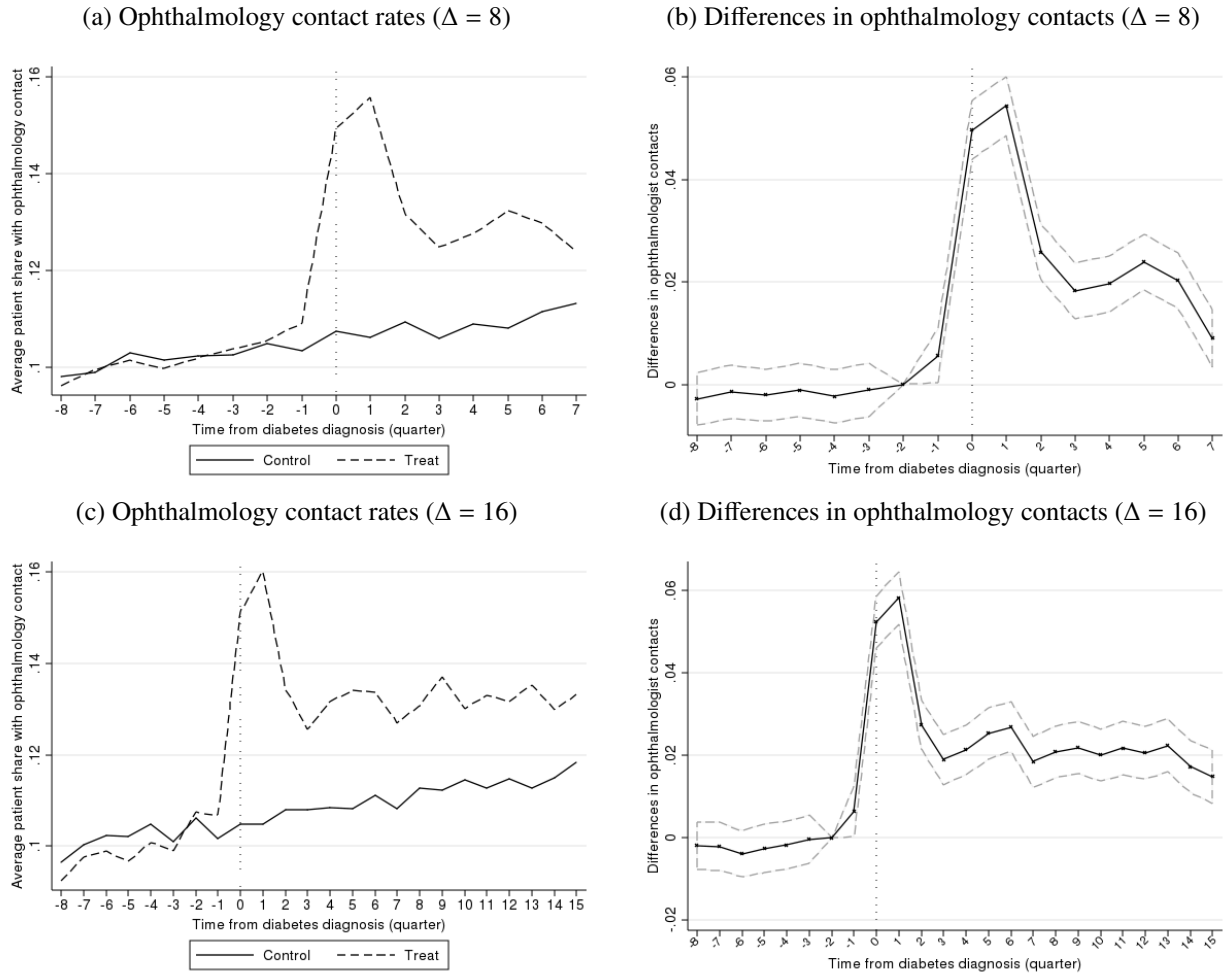 (a) Ophthalmology contact rates (Δ = 8)
Average patient share with ophthalmology contact
.16
.14
.12
.1
-8 -7 -6 -5 -4 -3 -2 -1 0 1 2 3 4 5 6 7
Time from diabetes diagnosis (quarter)
Control Treat
(b) Differences in ophthalmology contacts (Δ = 8)
Differences in ophthalmologist contacts
.06
.04
.02
0
-8 -7 -6 -5 -4 -3 -2 -1 0 1 2 3 4 5 6 7
Time from diabetes diagnosis (quarter)
(c) Ophthalmology contact rates (Δ = 16)
Average patient share with ophthalmology contact
.16
.14
.12
.1
-8 -7 -6 -5 -4 -3 -2 -1 0 1 2 3 4 5 6 7 8 9 10 11 12 13 14 15
Time from diabetes diagnosis (quarter)
Control Treat
(d) Differences in ophthalmology contacts (Δ = 16)
Differences in ophthalmologist contacts
.06
.04
.02
0
-.02
-8 -7 -6 -5 -4 -3 -2 -1 0 1 2 3 4 5 6 7 8 9 10 11 12 13 14 15
Time from diabetes diagnosis (quarter)